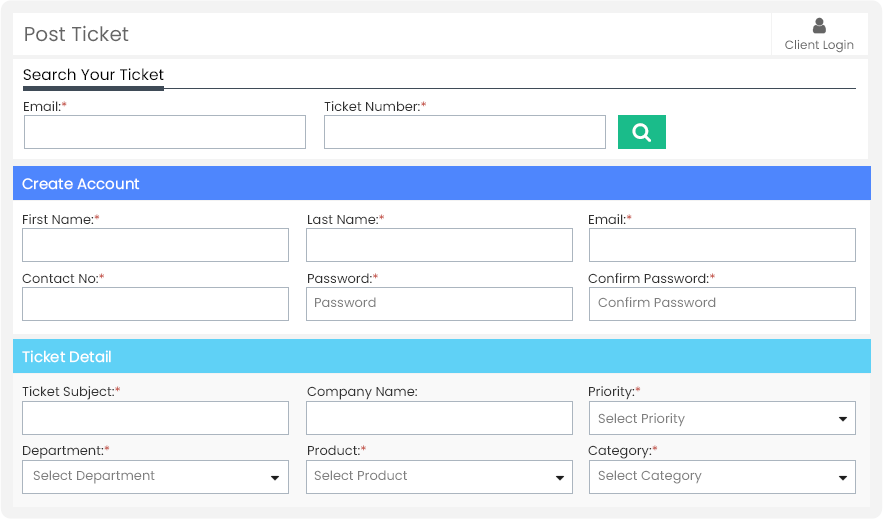 Post Ticket
Client Login
Search Your Ticket
Email:* Ticket Number:*
Create Account
First Name:* Last Name:* Email:*
Contact No:* Password:* Confirm Password:*
Password Confirm Password
Ticket Detail
Ticket Subject:* Company Name: Priority:*
Select Priority
Department:* Product:* Category:*
Select Department Select Product Select Category